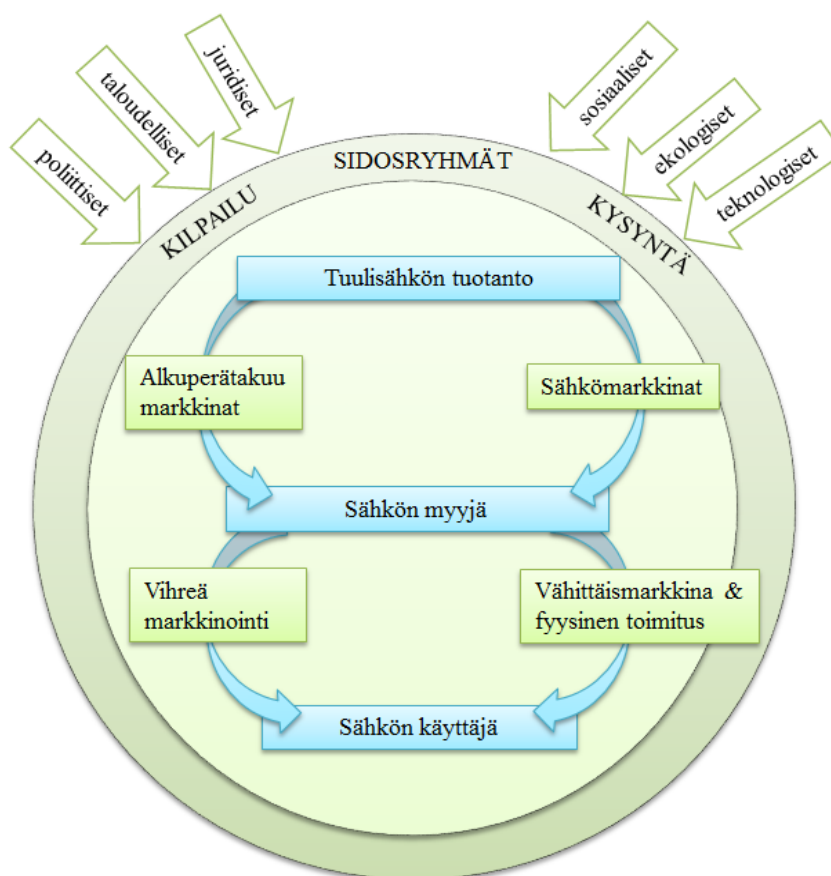 poliittiset
taloudelliset
juridiset
sosiaaliset
ekologiset
teknologiset
KILPAILU
SIDOSRYHMÄT
KYSYNTÄ
Tuulisähkön tuotanto
Alkuperätakuu
markkinat
Sähkömarkkinat
Sähkön myyjä
Vihreä
markkinointi
Vähittäismarkkina &
fyysinen toimitus
Sähkön käyttäjä